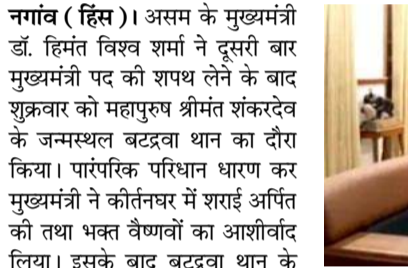 नगांव ( हिंस )। असम के मुख्यमंत्री
डॉ. हिमंत विश्व शर्मा ने दूसरी बार
मुख्यमंत्री पद की शपथ लेने के बाद
शुक्रवार को महापुरुष श्रीमंत शंकरदेव
के जन्मस्थल बटद्रवा थान का दौरा
किया। पारंपरिक परिधान धारण कर
मुख्यमंत्री ने कीर्तनघर में शराई अर्पित
की तथा भक्त वैष्णवों का आशीर्वाद
लिया। इसके बाद बटद्रवा थान के